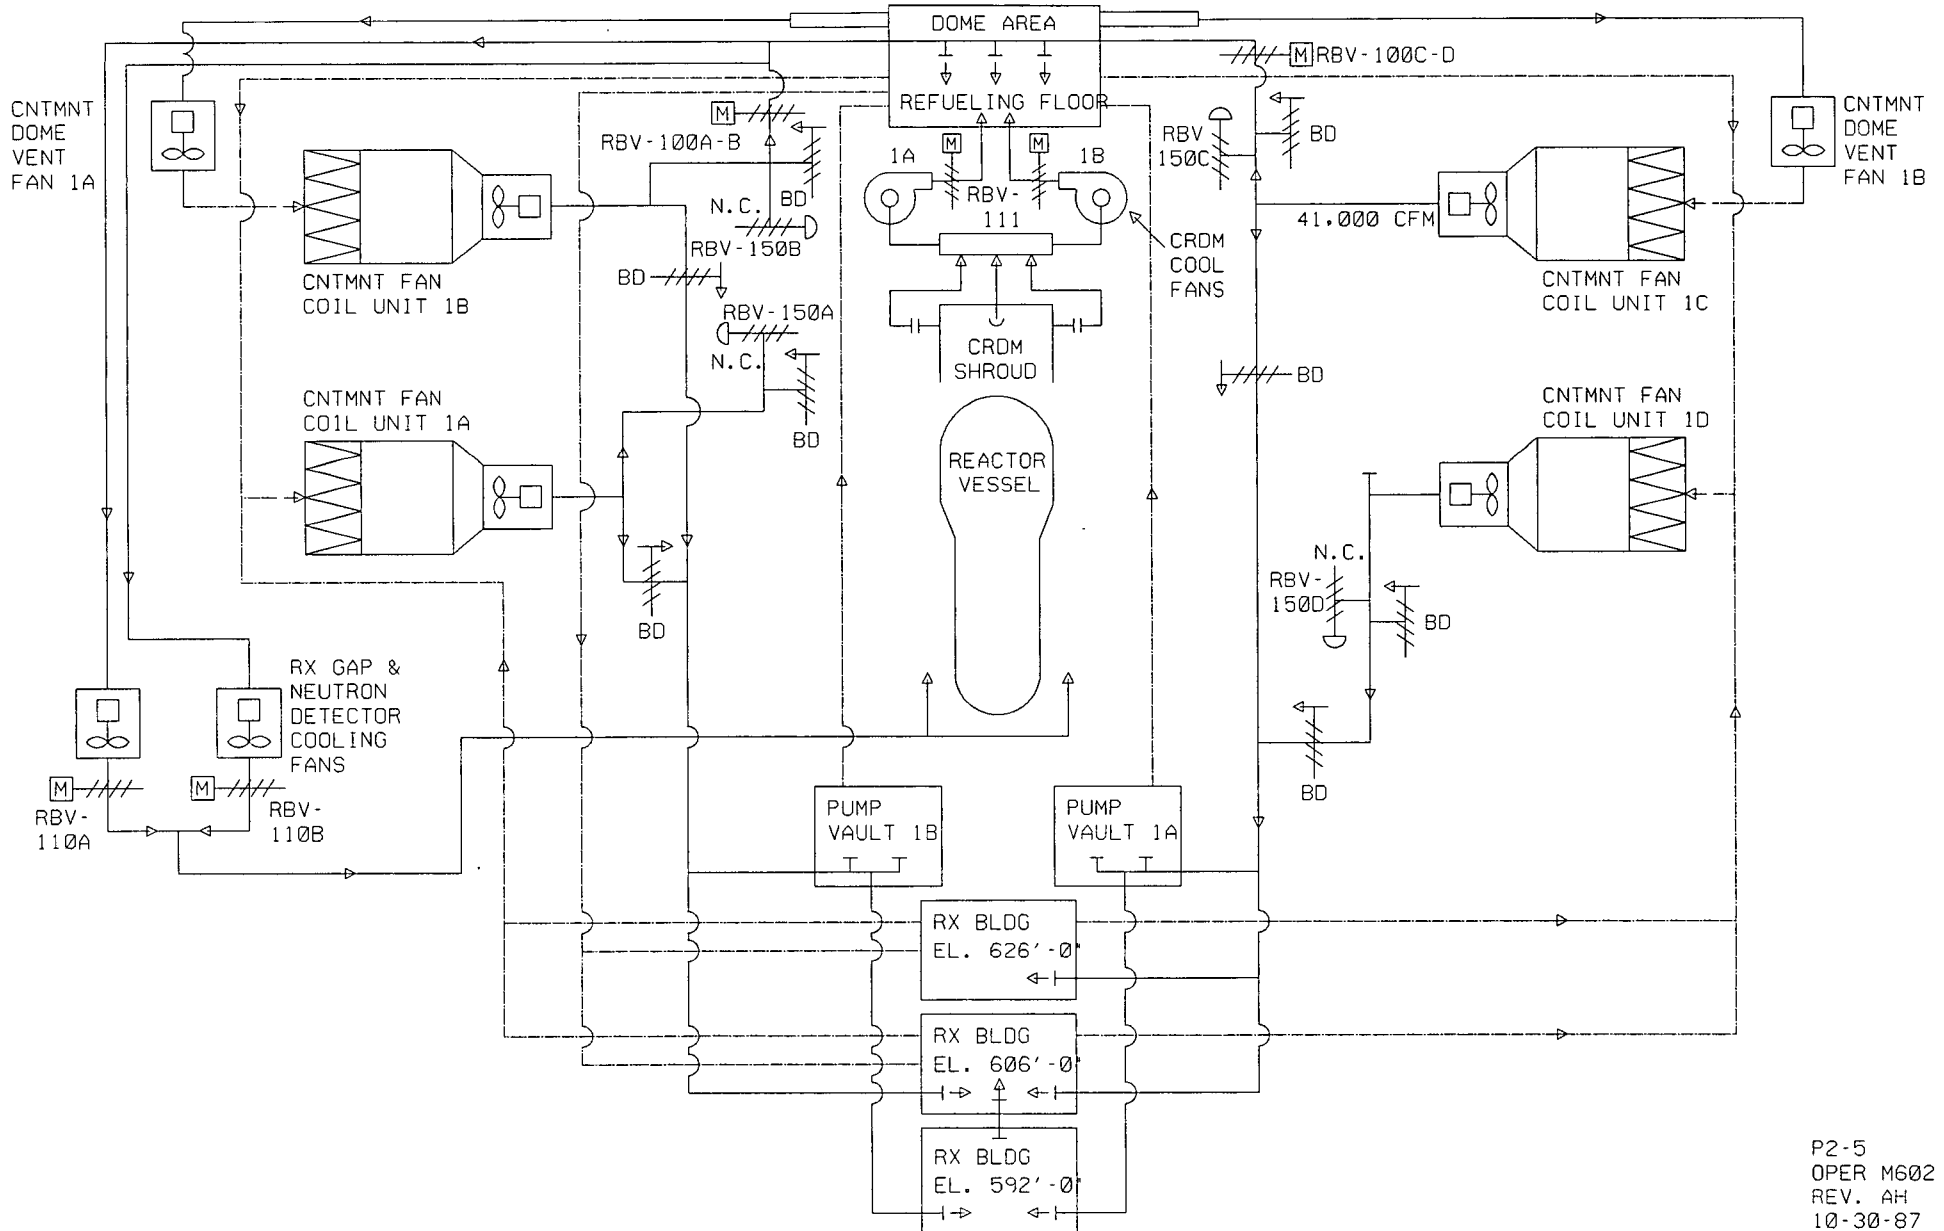 DOME AREA
REFUELING FLOOR
RBV-100C-D
CNTMNT
DOME
VENT
FAN 1A
CNTMNT
DOME
VENT
FAN 1B
M
M
RBV-100A-B
BD
M
M
1A
1B
RBV-
111
RBV
150C
BD
N.C.
RBV-150B
41.000 CFM
CRDM
COOL
FANS
CNTMNT FAN
COIL UNIT 1B
BD
RBV-150A
N.C.
BD
CNTMNT FAN
COIL UNIT 1C
CRDM
SHROUD
BD
CNTMNT FAN
COIL UNIT 1A
CNTMNT FAN
COIL UNIT 1D
REACTOR
VESSEL
N.C.
RBV-
150D
BD
BD
RX GAP &
NEUTRON
DETECTOR
COOLING
FANS
M
M
RBV-
110A
RBV-
110B
BD
PUMP
VAULT 1B
PUMP
VAULT 1A
RX BLDG
EL. 626'-0"
RX BLDG
EL. 606'-0"
RX BLDG
EL. 592'-0"
P2-5
OPER M602
REV. AH
10-30-87